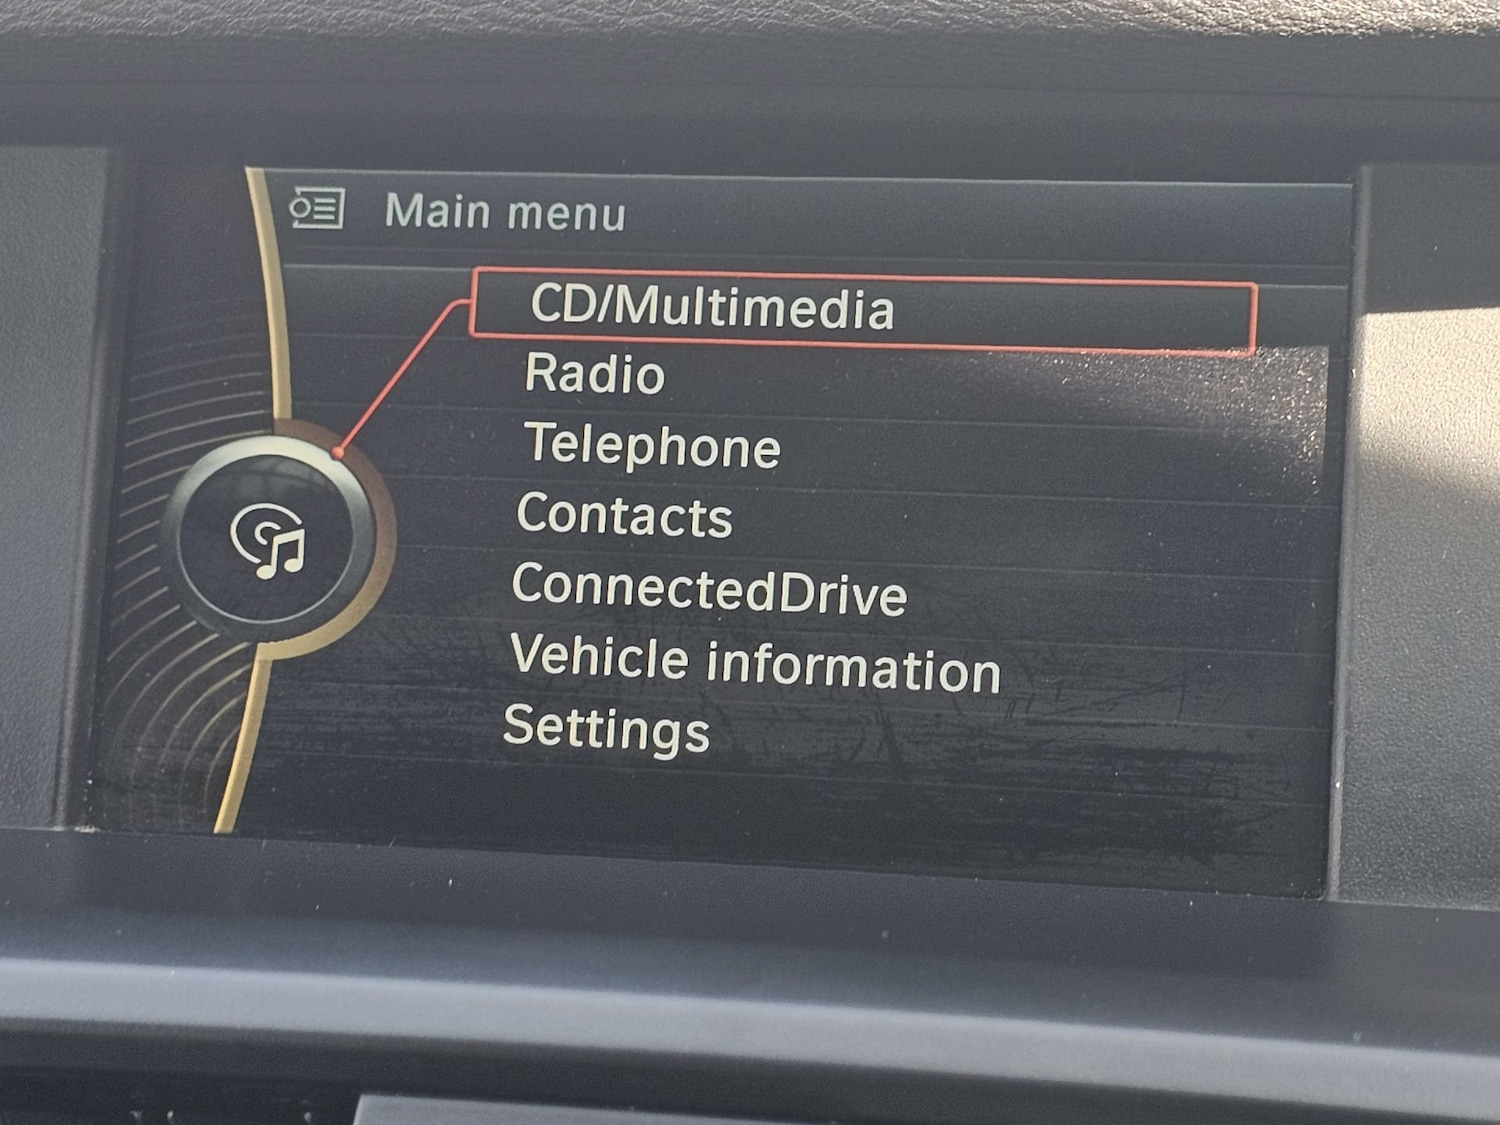 Main menu
CD/Multimedia
Radio
Telephone
Contacts
ConnectedDrive
Vehicle information
Settings